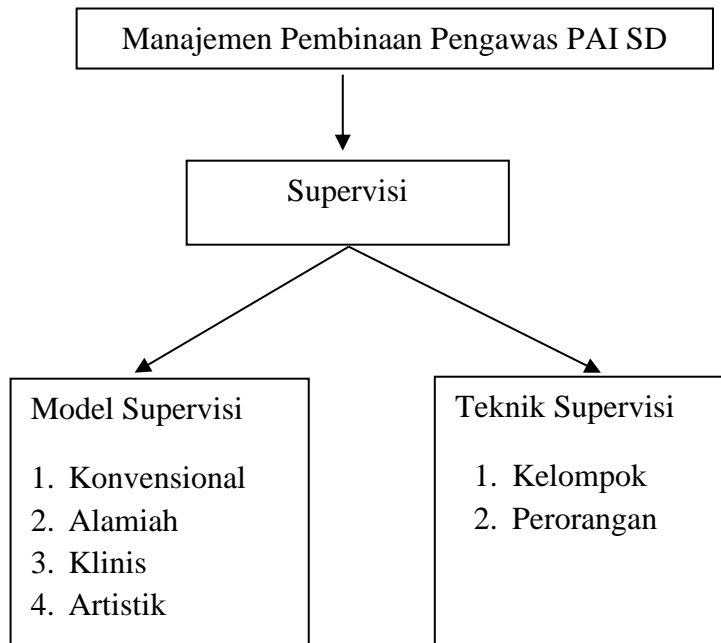 Manajemen Pembinaan Pengawas PAI SD
Supervisi
Model Supervisi
1. Konvensional
2. Alamiah
3. Klinis
4. Artistik
Teknik Supervisi
1. Kelompok
2. Perorangan